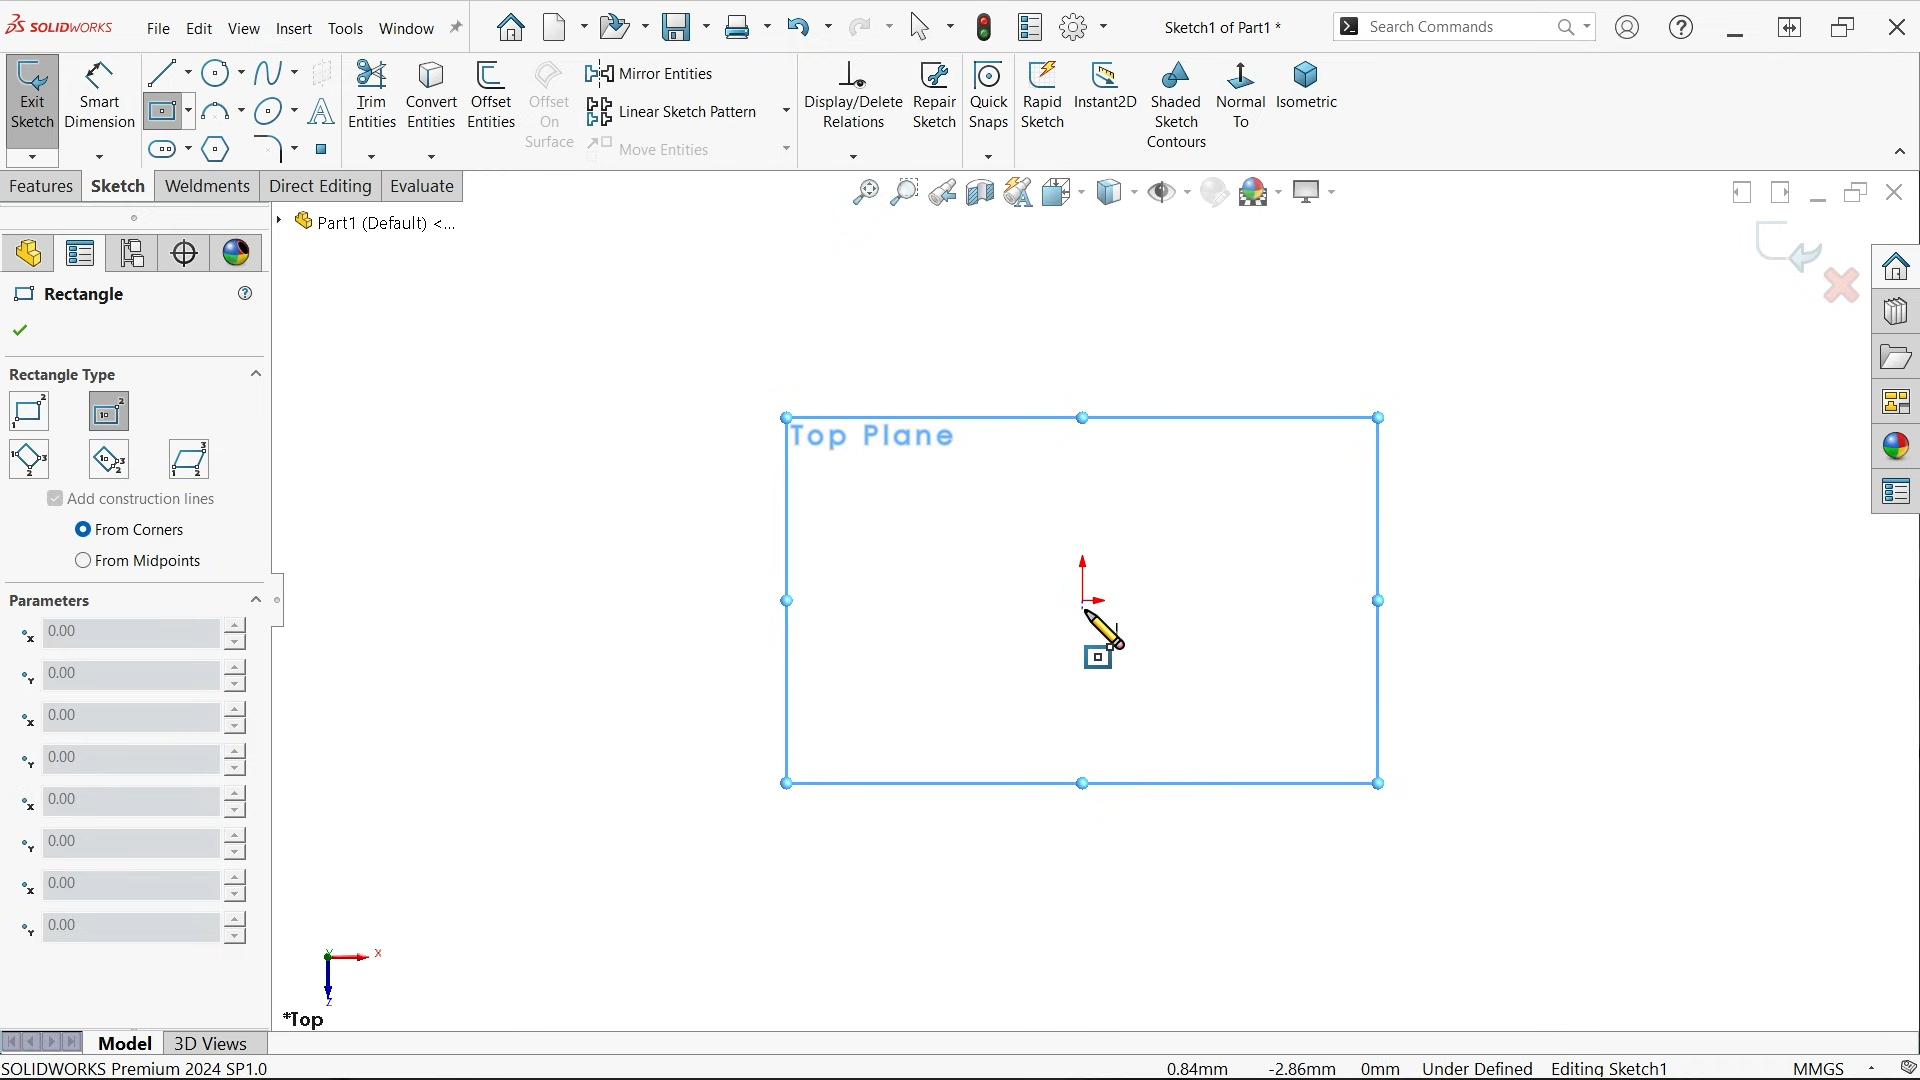 SOLIDWORKS
File Edit View Insert Tools Window
Sketch1 of Part1 *
Search Commands
Exit Sketch
Smart Dimension
Trim Entities
Convert Entities
Offset Entities
Offset On Surface
Mirror Entities
Linear Sketch Pattern
Move Entities
Display/Delete Relations
Repair Sketch
Quick Snaps
Rapid Sketch
Instant2D
Shaded Sketch Contours
Normal To
Isometric
Features Sketch Weldments Direct Editing Evaluate
Part1 (Default) <...
Rectangle
Rectangle Type
Add construction lines
From Corners
From Midpoints
Parameters
x 0.00
Y 0.00
x 0.00
Y 0.00
x 0.00
Y 0.00
x 0.00
Y 0.00
Top Plane
Y X
Z
*Top
Model 3D Views
SOLIDWORKS Premium 2024 SP1.0
0.84mm -2.86mm 0mm Under Defined Editing Sketch1 MMGS